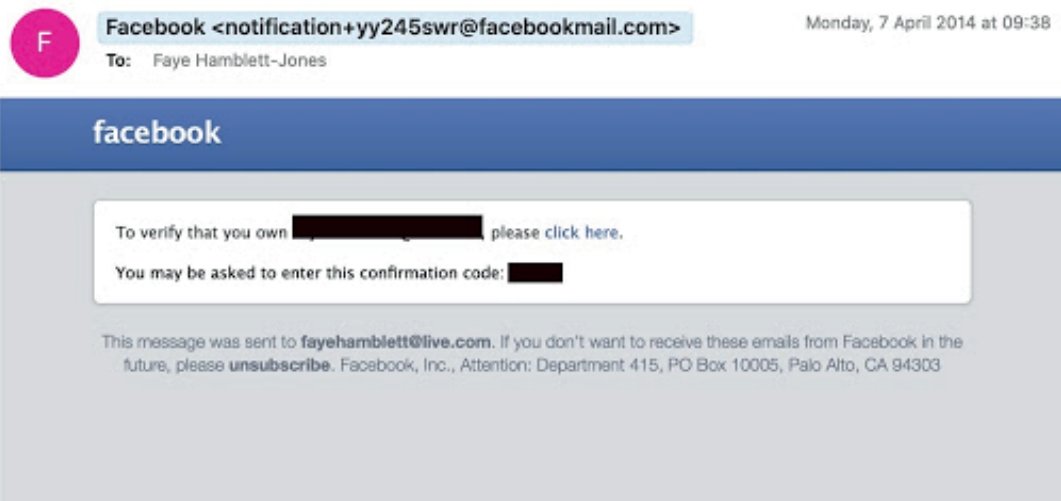 F
Facebook <notification+yy245swr@facebookmail.com>
Monday, 7 April 2014 at 09:38
To: Faye Hamblett-Jones
facebook
To verify that you own , please click here.
You may be asked to enter this confirmation code:
This message was sent to fayehamblett@live.com. If you don't want to receive these emails from Facebook in the
future, please unsubscribe. Facebook, Inc., Attention: Department 415, PO Box 10005, Palo Alto, CA 94303